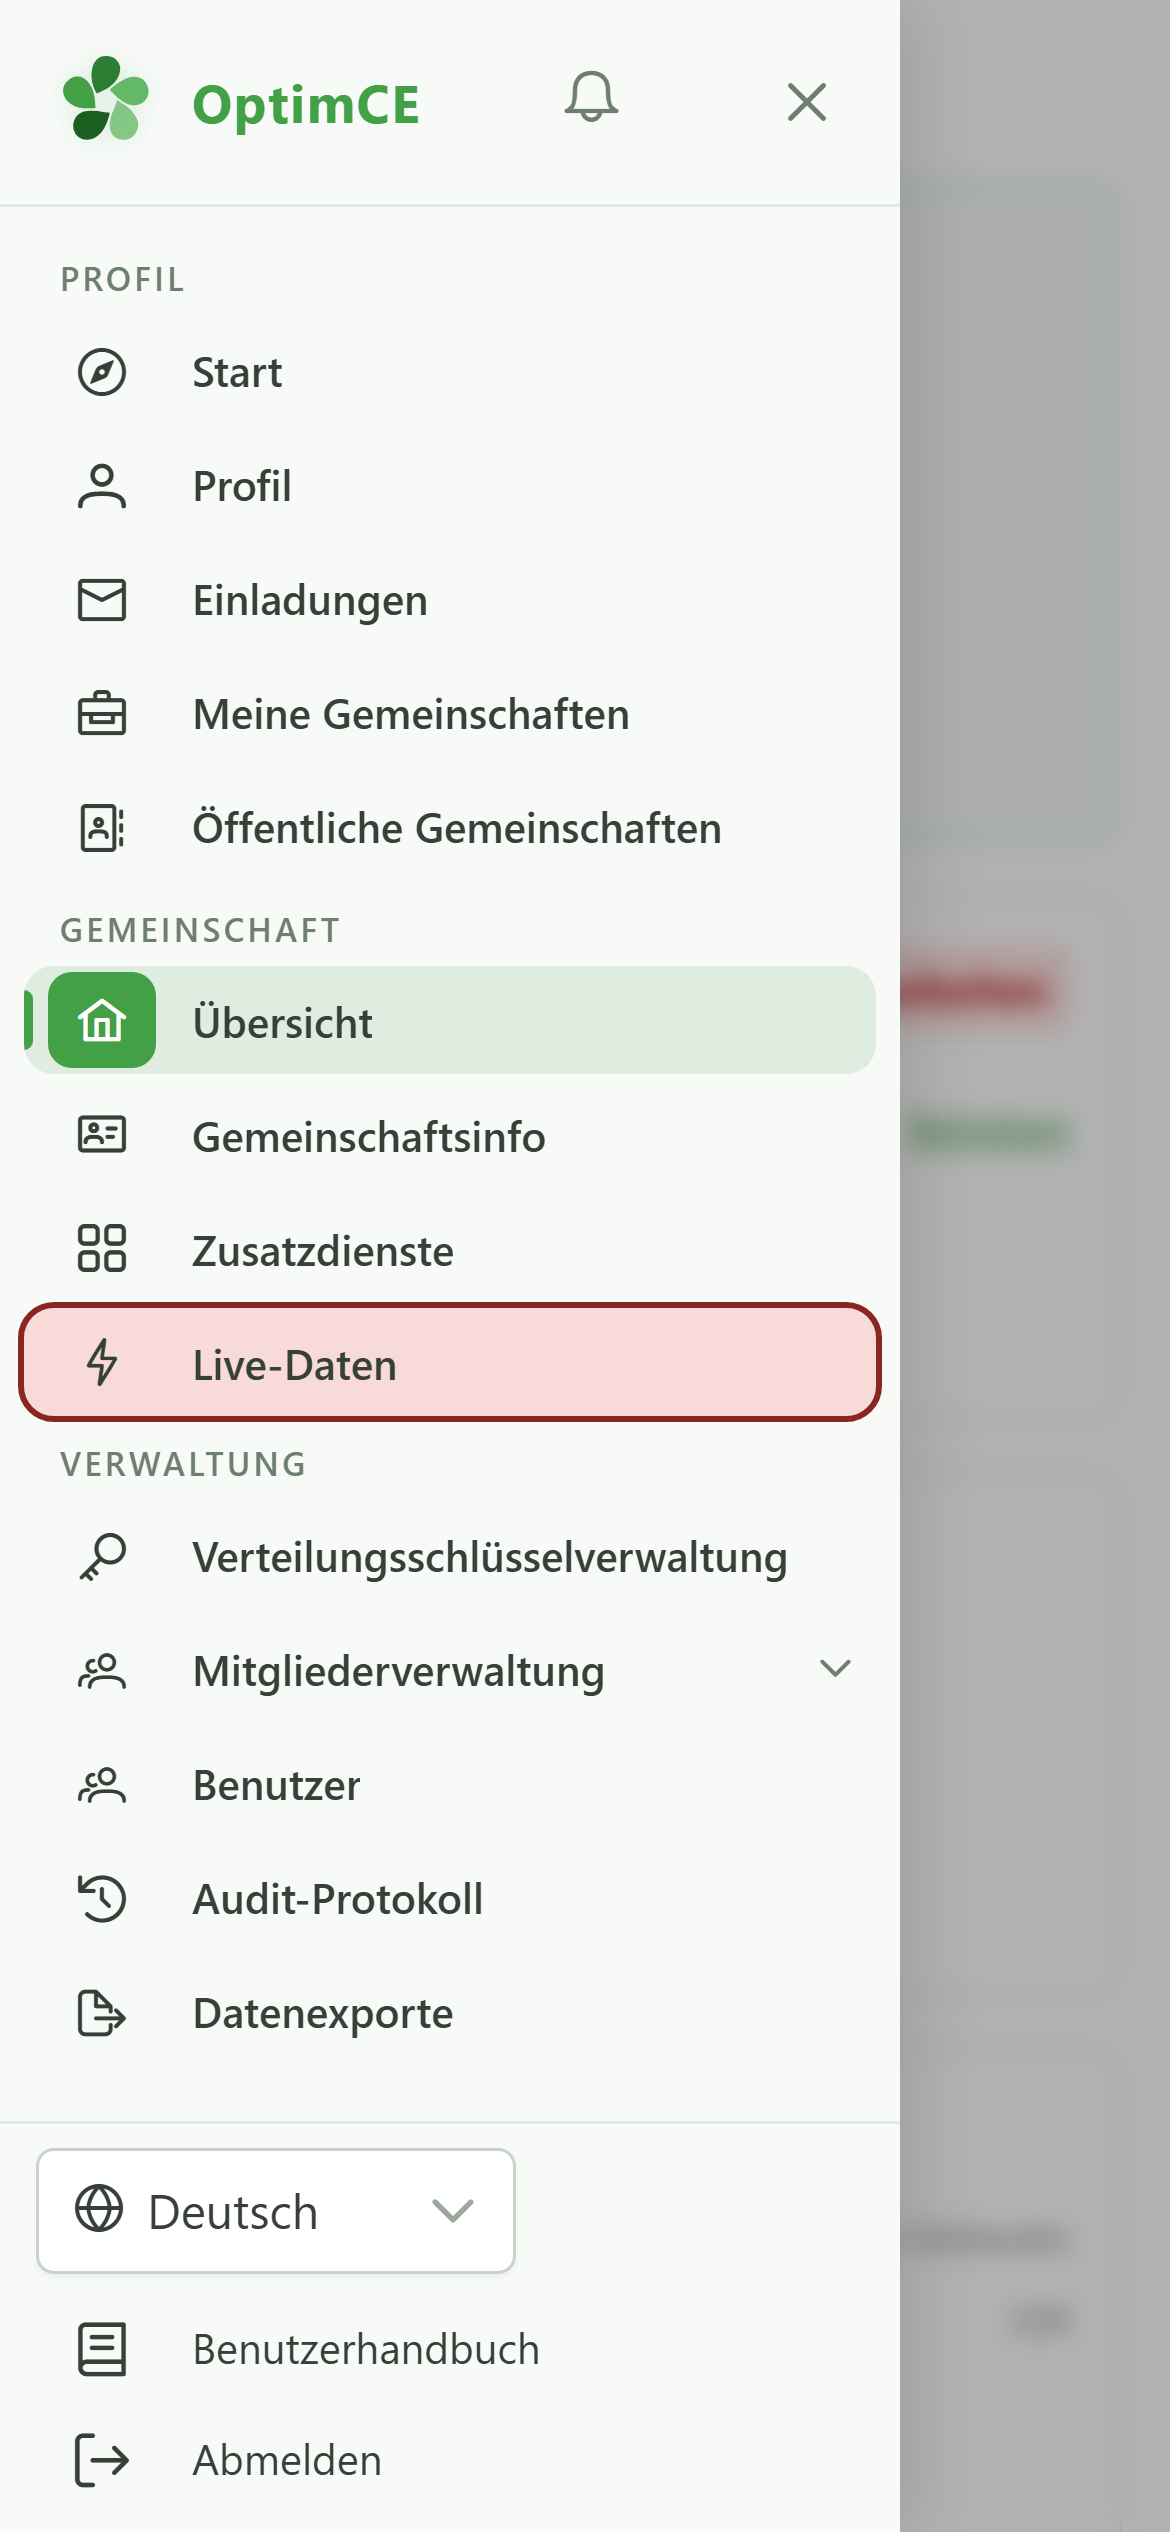 OptimCE
PROFIL
Start
Profil
Einladungen
Meine Gemeinschaften
Öffentliche Gemeinschaften
GEMEINSCHAFT
Übersicht
Gemeinschaftsinfo
Zusatzdienste
Live-Daten
VERWALTUNG
Verteilungsschlüsselverwaltung
Mitgliederverwaltung
Benutzer
Audit-Protokoll
Datenexporte
Deutsch
Benutzerhandbuch
Abmelden